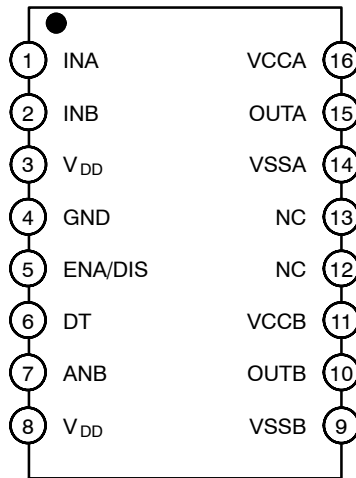 1 INA VCCA 16
2 INB OUTA 15
3 VDD VSSA 14
4 GND NC 13
5 ENA/DIS NC 12
6 DT VCCB 11
7 ANB OUTB 10
8 VDD VSSB 9